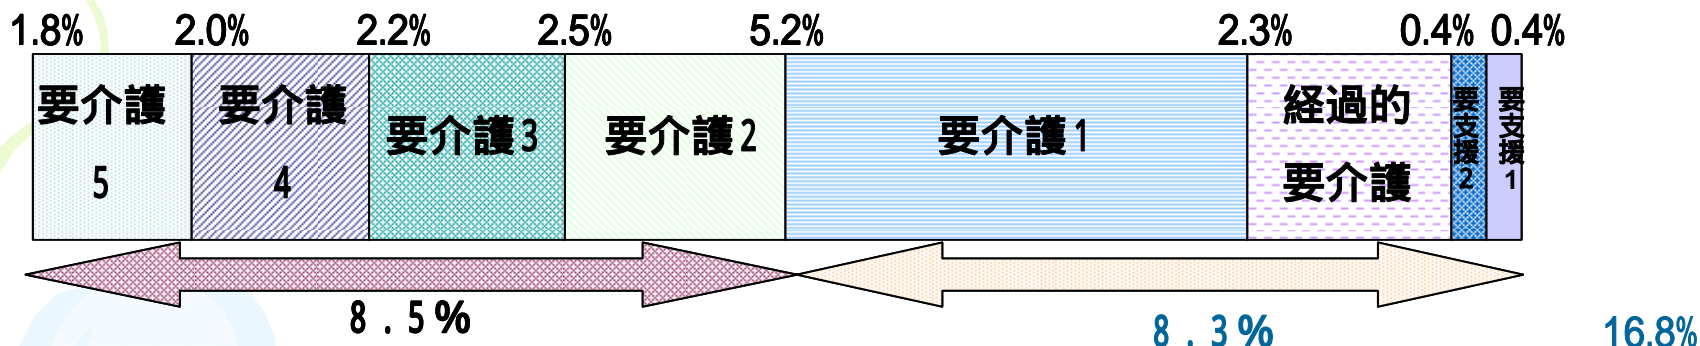 1.8% 2.0% 2.2% 2.5% 5.2% 2.3% 0.4% 0.4%
要介護
5
要介護
4
要介護3
要介護2
要介護1
経過的
要介護
要支援2
要支援1
8．5%
8．3%
16.8%